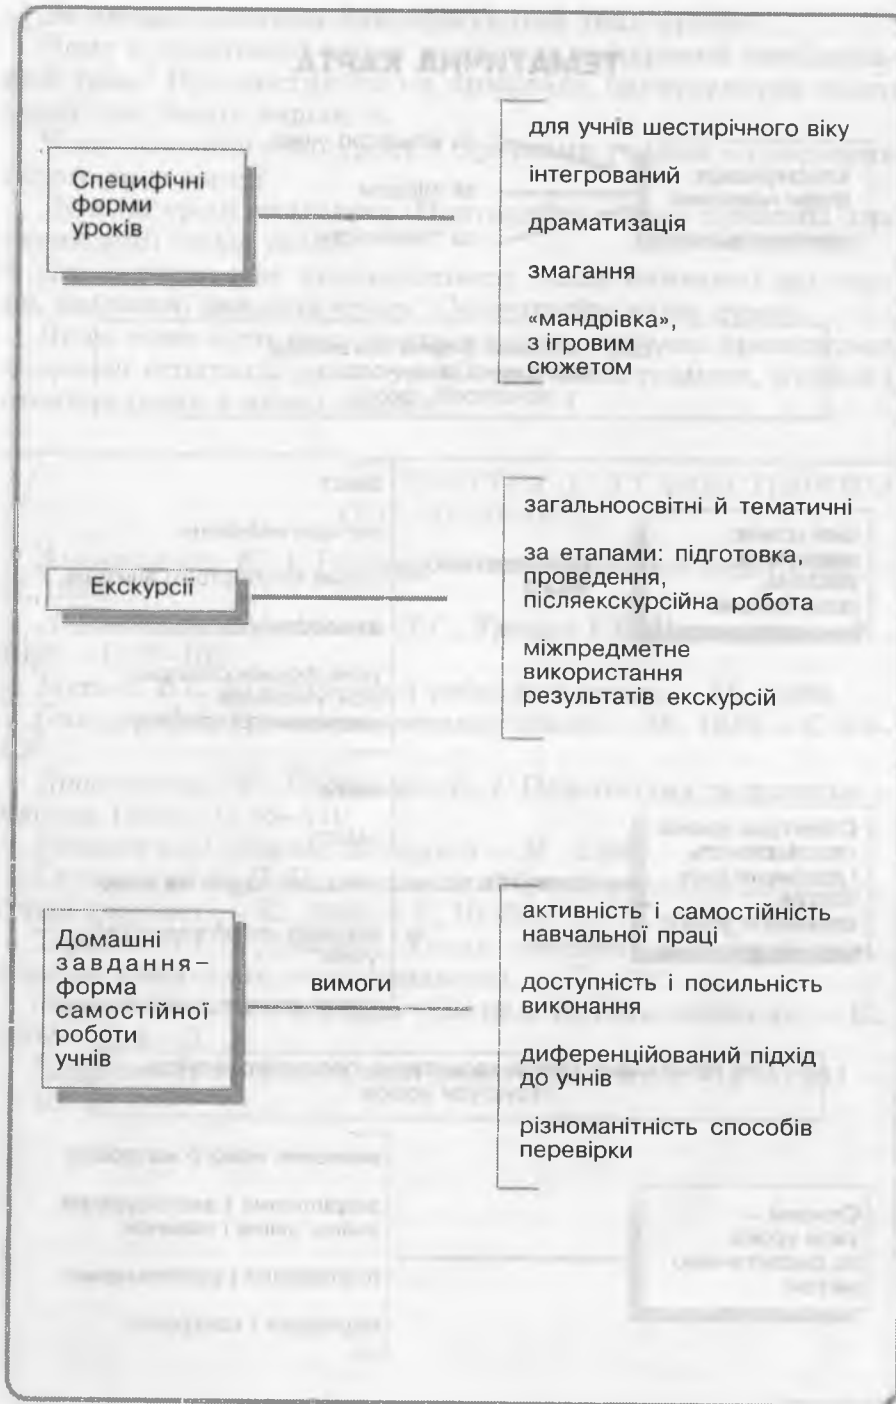 Специфічні
форми
уроків
для учнів шестирічного віку
інтегрований
драматизація
змагання
«мандрівка»,
з ігровим
сюжетом
Екскурсії
загальноосвітні й тематичні
за етапами: підготовка,
проведення,
післяекскурсійна робота
міжпредметне
використання
результатів екскурсій
Домашні
завдання–
форма
самостійної
роботи
учнів
вимоги
активність і самостійність
навчальної праці
доступність і посильність
виконання
диференційований підхід
до учнів
різноманітність способів
перевірки